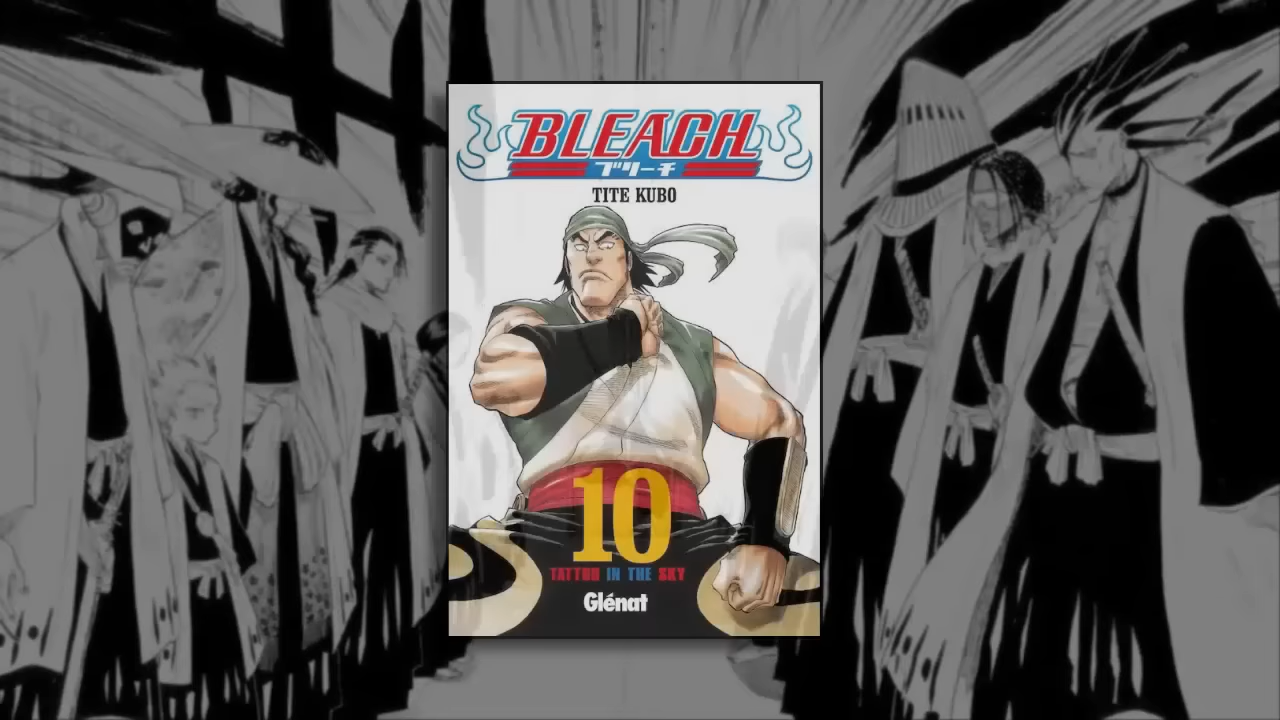 BLEACH
ブリーチ
TITE KUBO
10
TATTOO IN THE SKY
Glénat